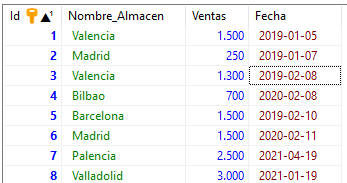 Id 1 Nombre_Almacen Ventas Fecha
1 Valencia 1.500 2019-01-05
2 Madrid 250 2019-01-07
3 Valencia 1.300 2019-02-08
4 Bilbao 700 2020-02-08
5 Barcelona 1.500 2019-02-10
6 Madrid 1.500 2020-02-11
7 Palencia 2.500 2021-04-19
8 Valladolid 3.000 2021-01-19